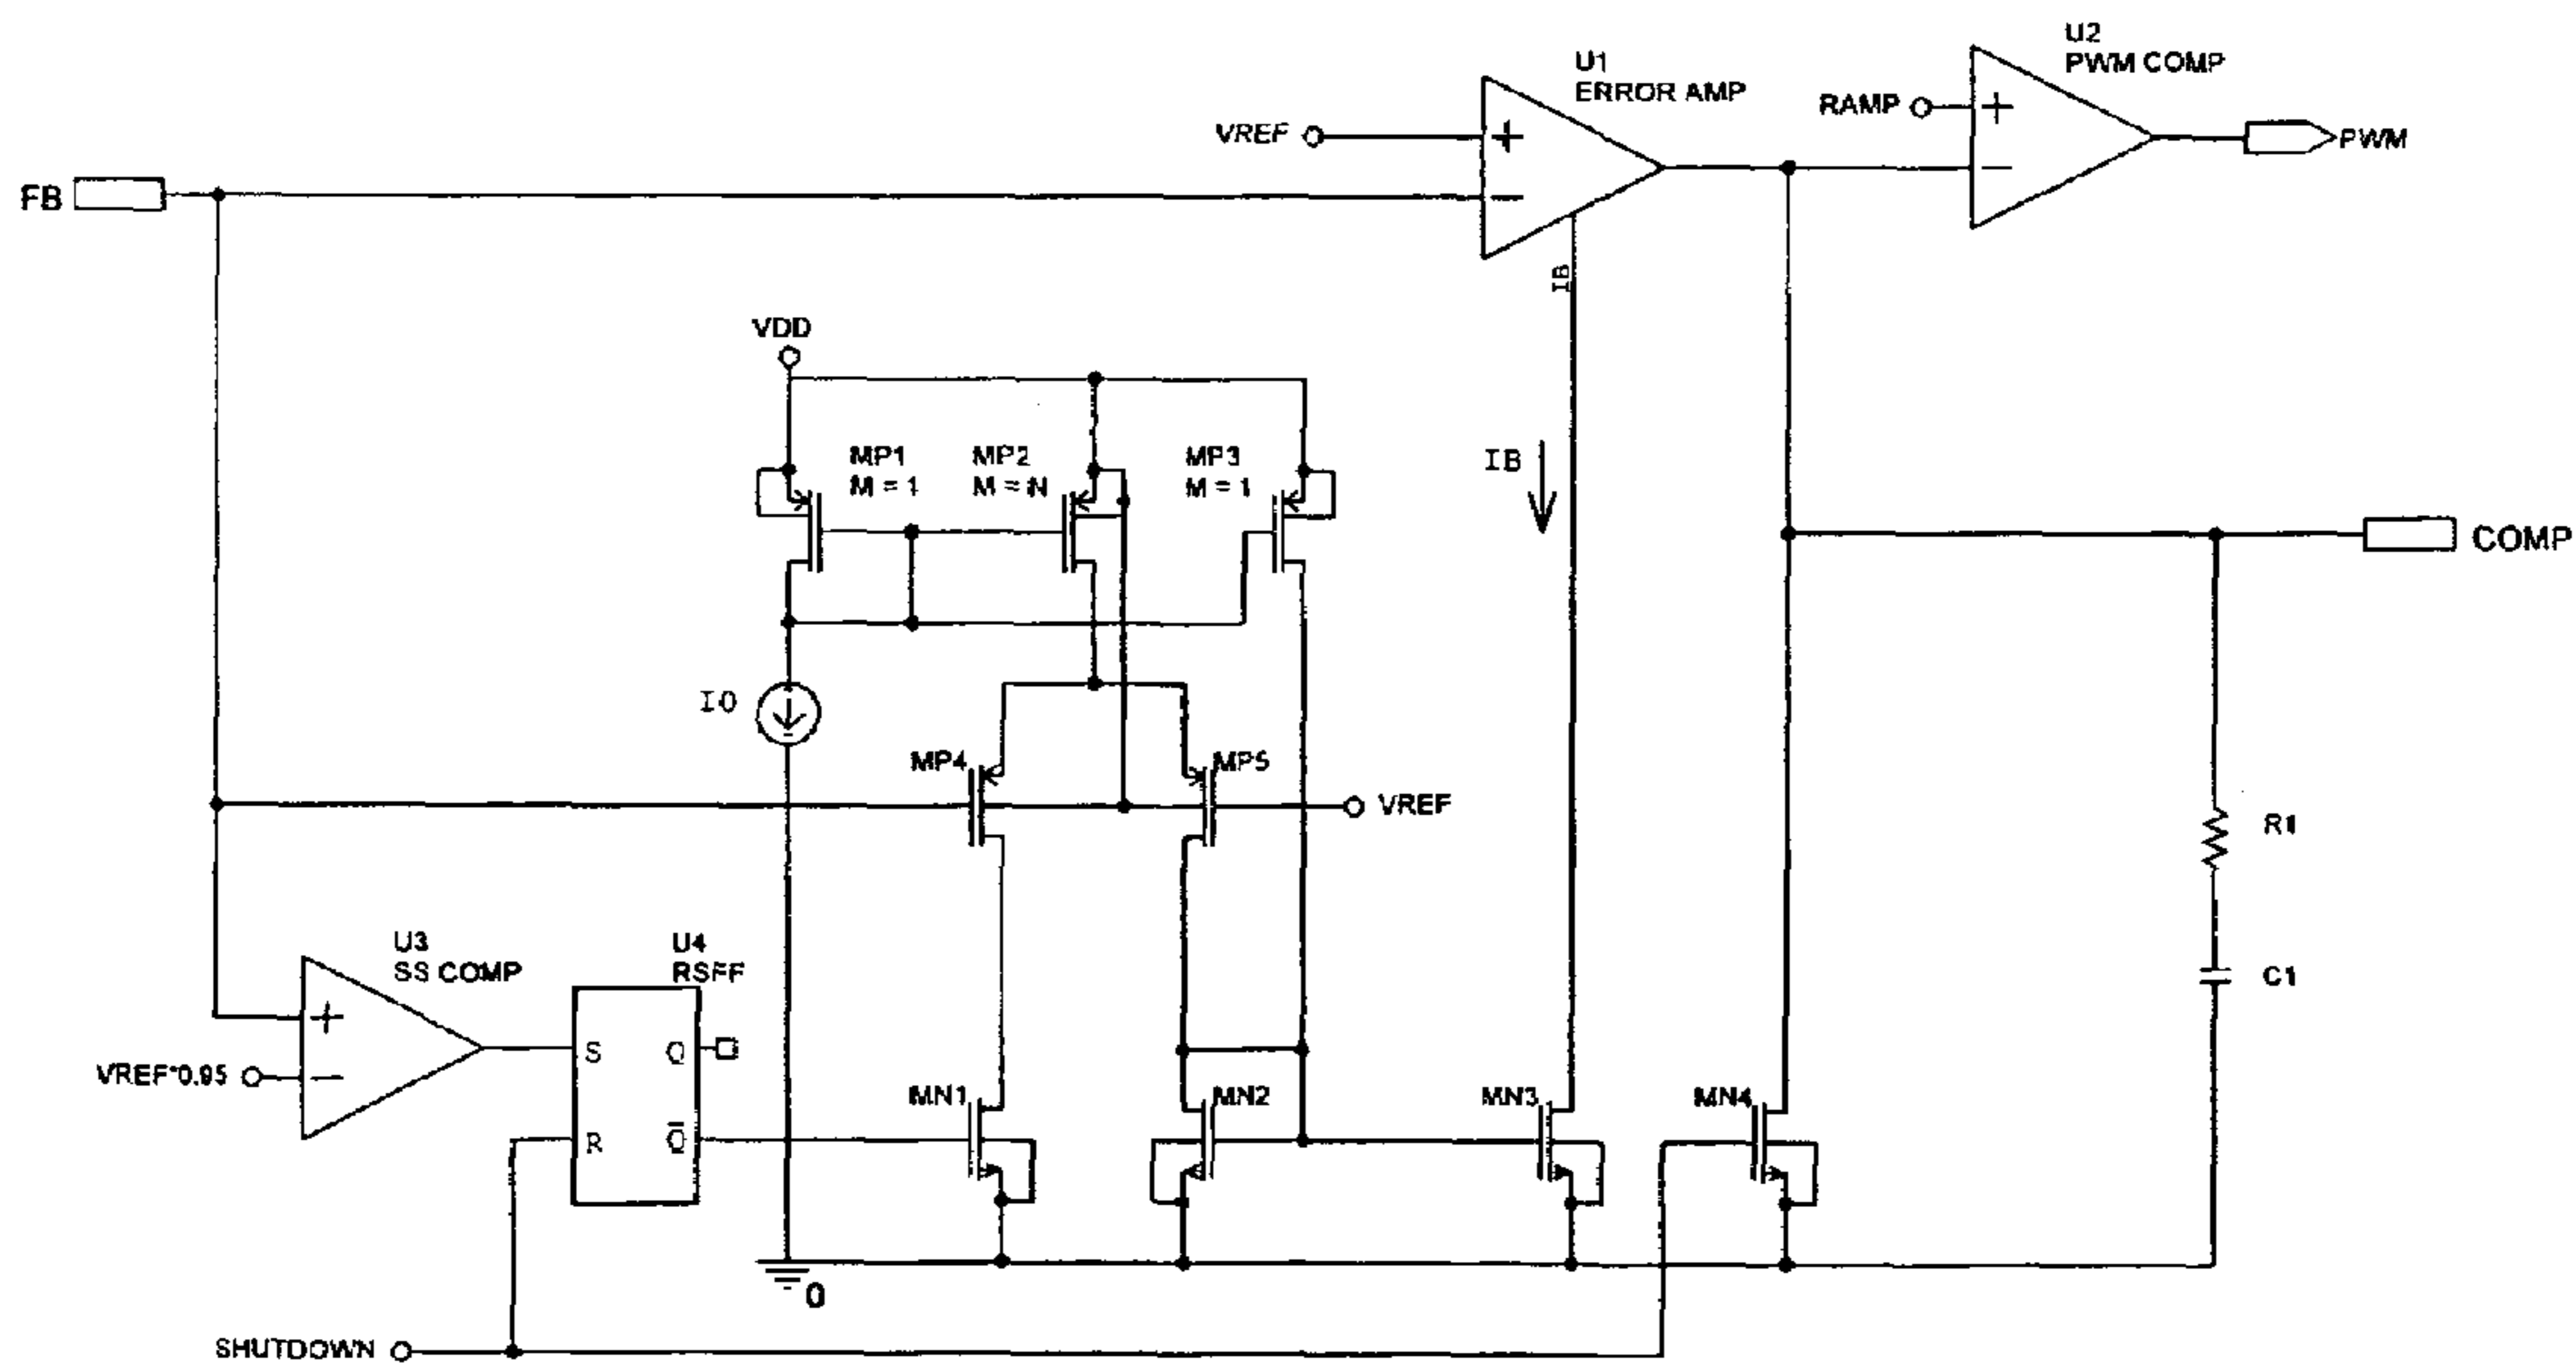 U2
PWM COMP
U1
ERROR AMP
RAMP
+
VREF
+
PWM
−
FB
−
IB
VDD
MP1
M = 1
MP2
M = N
MP3
M = 1
IB
COMP
I0
MP4
MP5
VREF
R1
U3
SS COMP
U4
RSFF
C1
+
S
Q
VREF*0.95
−
MN1
MN2
MN3
MN4
R
Q̅
0
SHUTDOWN